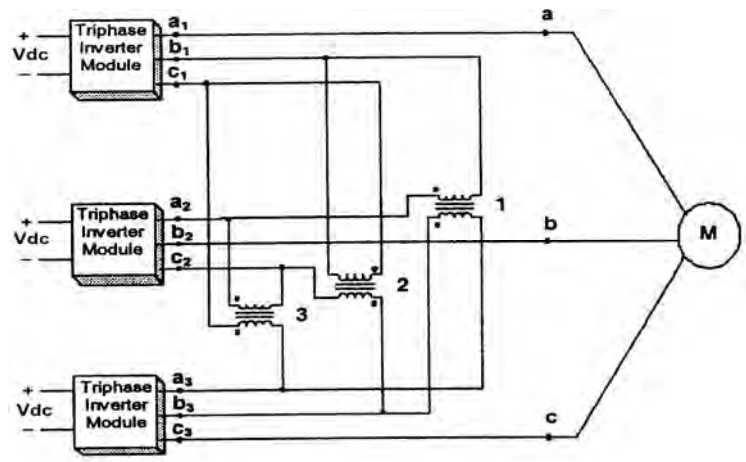 Triphase
Inverter
Module
+
Vdc
−
a₁
b₁
c₁
a
Triphase
Inverter
Module
+
Vdc
−
a₂
b₂
c₂
b
M
1
2
3
Triphase
Inverter
Module
+
Vdc
−
a₃
b₃
c₃
c